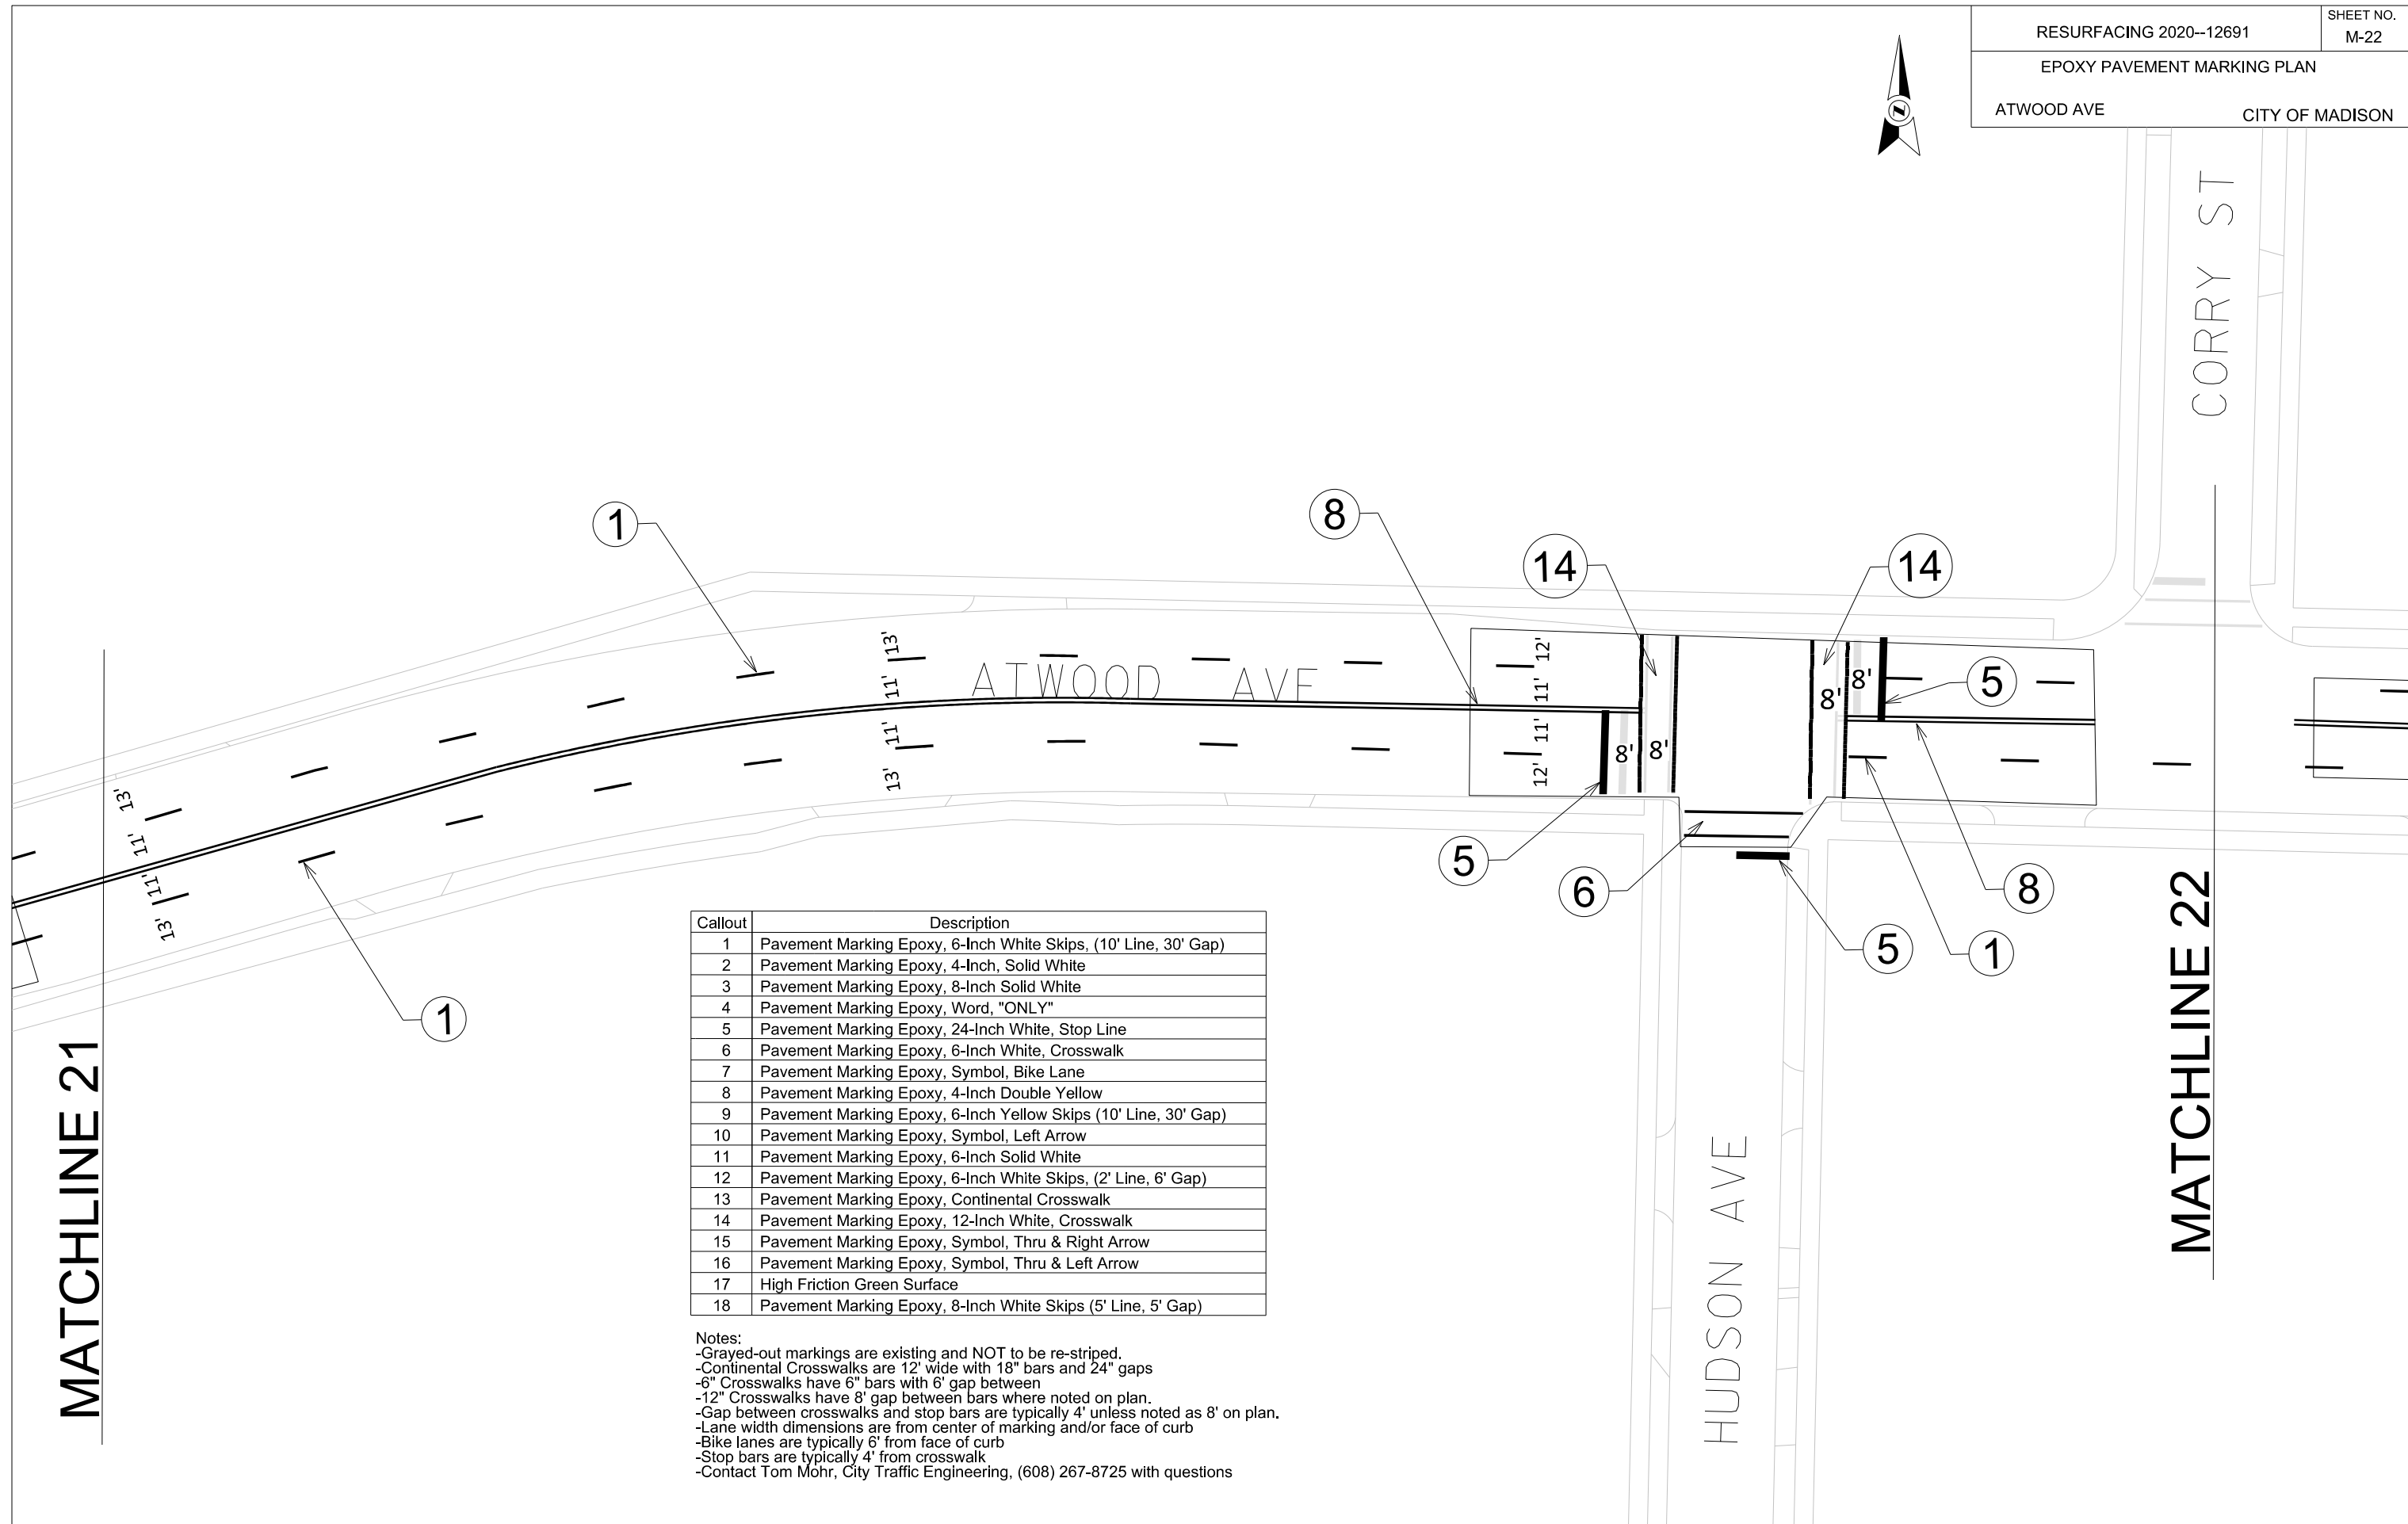 RESURFACING 2020--12691
SHEET NO.
M-22
EPOXY PAVEMENT MARKING PLAN
ATWOOD AVE
CITY OF MADISON
N
CORRY ST
1
8
14
14
13'
11'
ATWOOD AVE
12'
11'
8'
8'
5
11'
13'
11'
12'
8'
8'
13'
11'
11'
13'
5
6
8
5
1
1
MATCHLINE 21
MATCHLINE 22
HUDSON AVE
Callout Description
1 Pavement Marking Epoxy, 6-Inch White Skips, (10' Line, 30' Gap)
2 Pavement Marking Epoxy, 4-Inch, Solid White
3 Pavement Marking Epoxy, 8-Inch Solid White
4 Pavement Marking Epoxy, Word, "ONLY"
5 Pavement Marking Epoxy, 24-Inch White, Stop Line
6 Pavement Marking Epoxy, 6-Inch White, Crosswalk
7 Pavement Marking Epoxy, Symbol, Bike Lane
8 Pavement Marking Epoxy, 4-Inch Double Yellow
9 Pavement Marking Epoxy, 6-Inch Yellow Skips (10' Line, 30' Gap)
10 Pavement Marking Epoxy, Symbol, Left Arrow
11 Pavement Marking Epoxy, 6-Inch Solid White
12 Pavement Marking Epoxy, 6-Inch White Skips, (2' Line, 6' Gap)
13 Pavement Marking Epoxy, Continental Crosswalk
14 Pavement Marking Epoxy, 12-Inch White, Crosswalk
15 Pavement Marking Epoxy, Symbol, Thru & Right Arrow
16 Pavement Marking Epoxy, Symbol, Thru & Left Arrow
17 High Friction Green Surface
18 Pavement Marking Epoxy, 8-Inch White Skips (5' Line, 5' Gap)
Notes:
-Grayed-out markings are existing and NOT to be re-striped.
-Continental Crosswalks are 12' wide with 18" bars and 24" gaps
-6" Crosswalks have 6" bars with 6' gap between
-12" Crosswalks have 8' gap between bars where noted on plan.
-Gap between crosswalks and stop bars are typically 4' unless noted as 8' on plan.
-Lane width dimensions are from center of marking and/or face of curb
-Bike lanes are typically 6' from face of curb
-Stop bars are typically 4' from crosswalk
-Contact Tom Mohr, City Traffic Engineering, (608) 267-8725 with questions